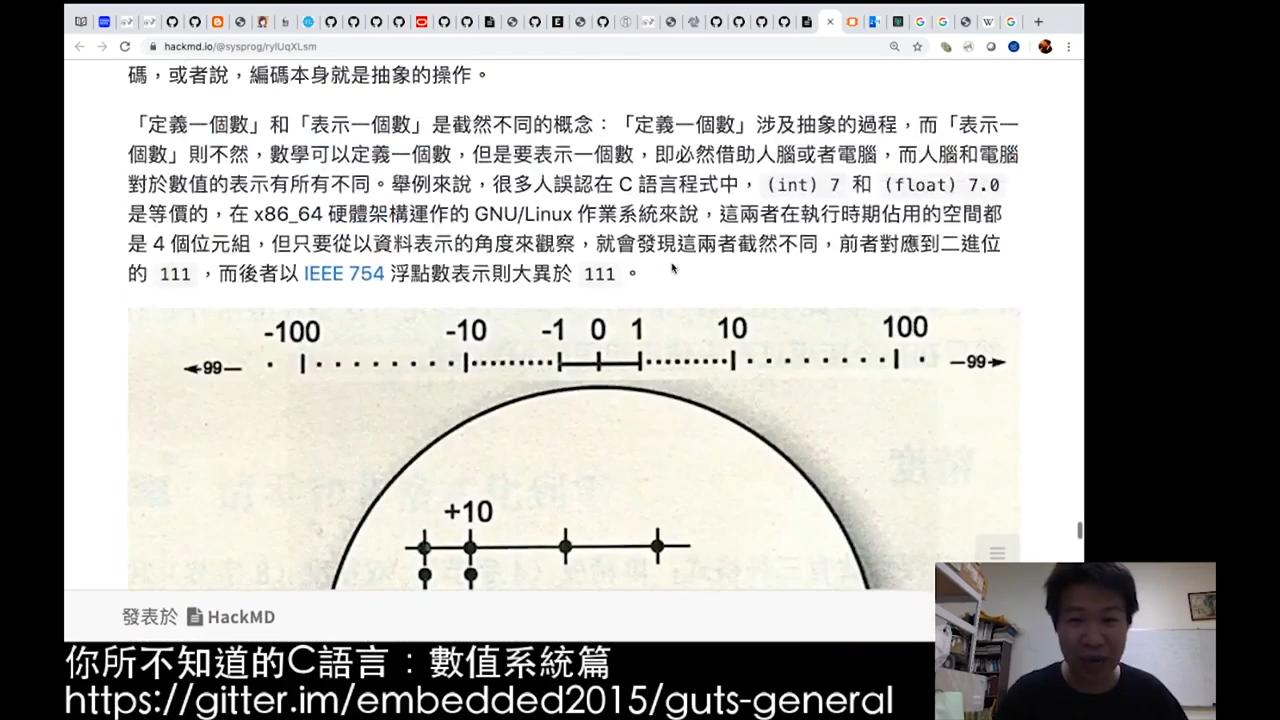 hackmd.io/@sysprog/rylUqXLsm
碼，或者說，編碼本身就是抽象的操作。
「定義一個數」和「表示一個數」是截然不同的概念：「定義一個數」涉及抽象的過程，而「表示一
個數」則不然，數學可以定義一個數，但是要表示一個數，即必然借助人腦或者電腦，而人腦和電腦
對於數值的表示有所有不同。舉例來說，很多人誤認在 C 語言程式中， (int) 7 和 (float) 7.0
是等價的，在 x86_64 硬體架構運作的 GNU/Linux 作業系統來說，這兩者在執行時期佔用的空間都
是 4 個位元組，但只要從以資料表示的角度來觀察，就會發現這兩者截然不同，前者對應到二進位
的 111 ，而後者以 IEEE 754 浮點數表示則大異於 111 。
-100 -10 -1 0 1 10 100
99 99
+10
發表於 HackMD
你所不知道的C語言：數值系統篇
https://gitter.im/embedded2015/guts-general